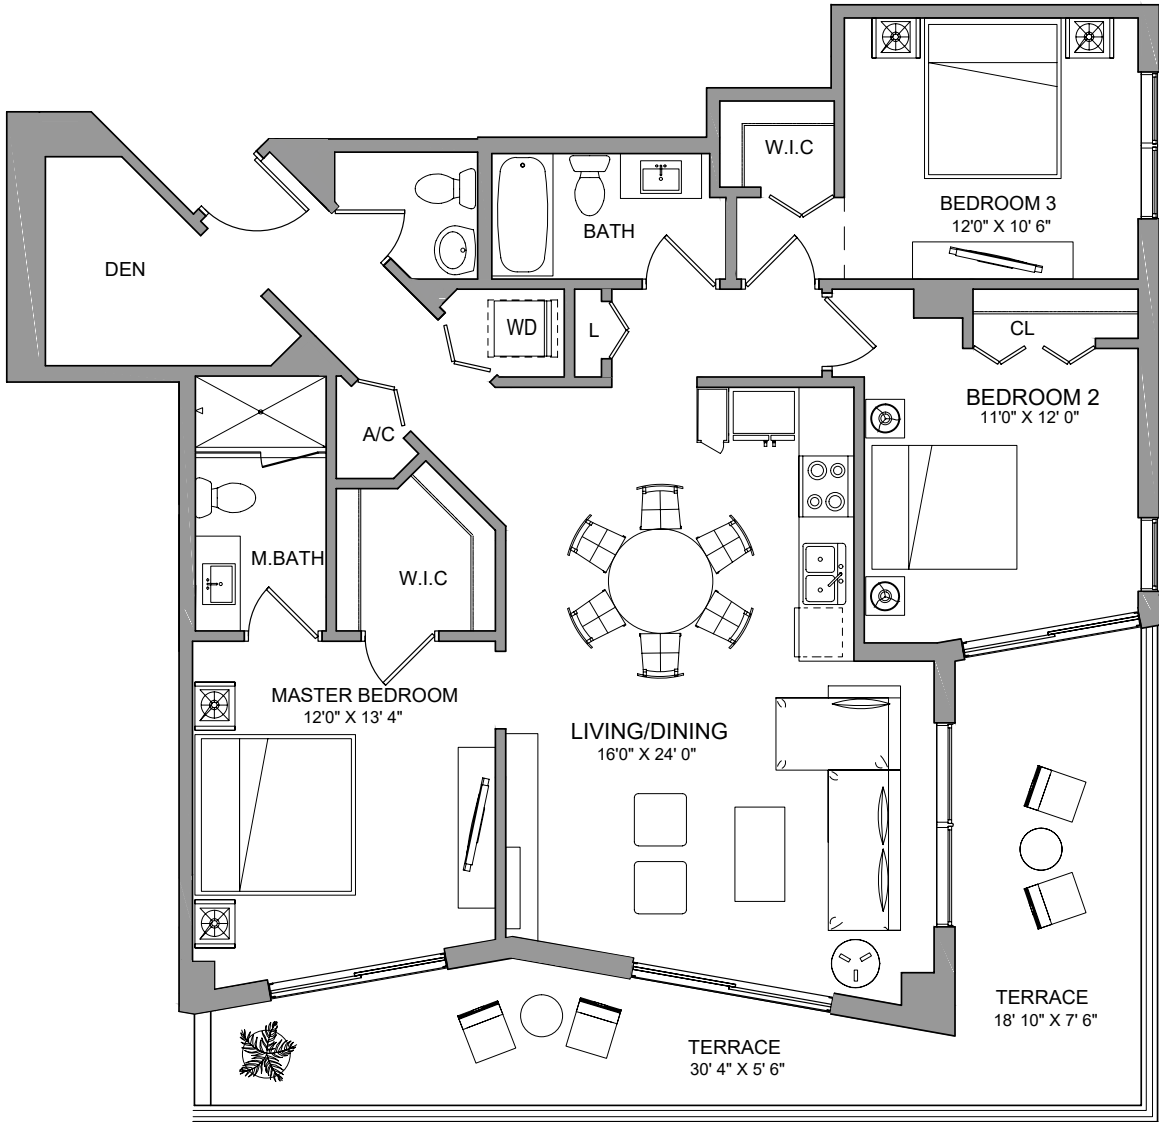 W.I.C
BEDROOM 3
12'0" X 10' 6"
BATH
DEN
WD
L
CL
BEDROOM 2
11'0" X 12' 0"
A/C
M.BATH
W.I.C
MASTER BEDROOM
12'0" X 13' 4"
LIVING/DINING
16'0" X 24' 0"
TERRACE
18' 10" X 7' 6"
TERRACE
30' 4" X 5' 6"